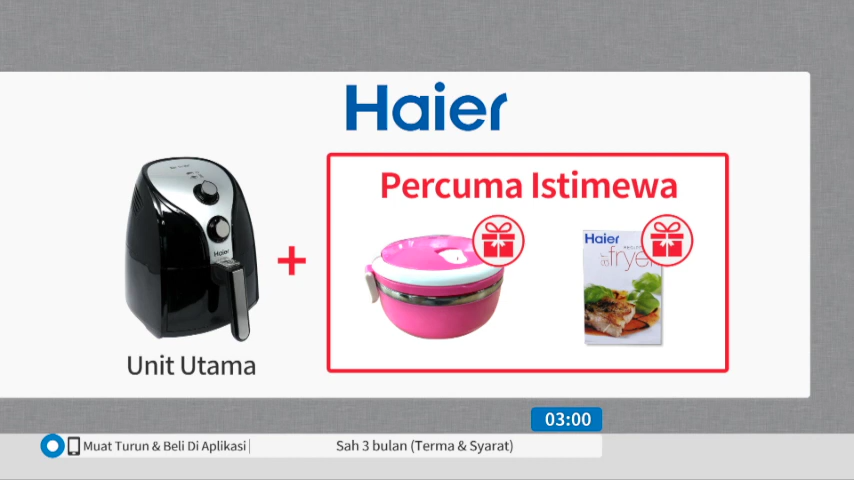 Haier
Percuma Istimewa
Haier
Haier
air
fryer
Unit Utama
03:00
Muat Turun & Beli Di Aplikasi
Sah 3 bulan (Terma & Syarat)